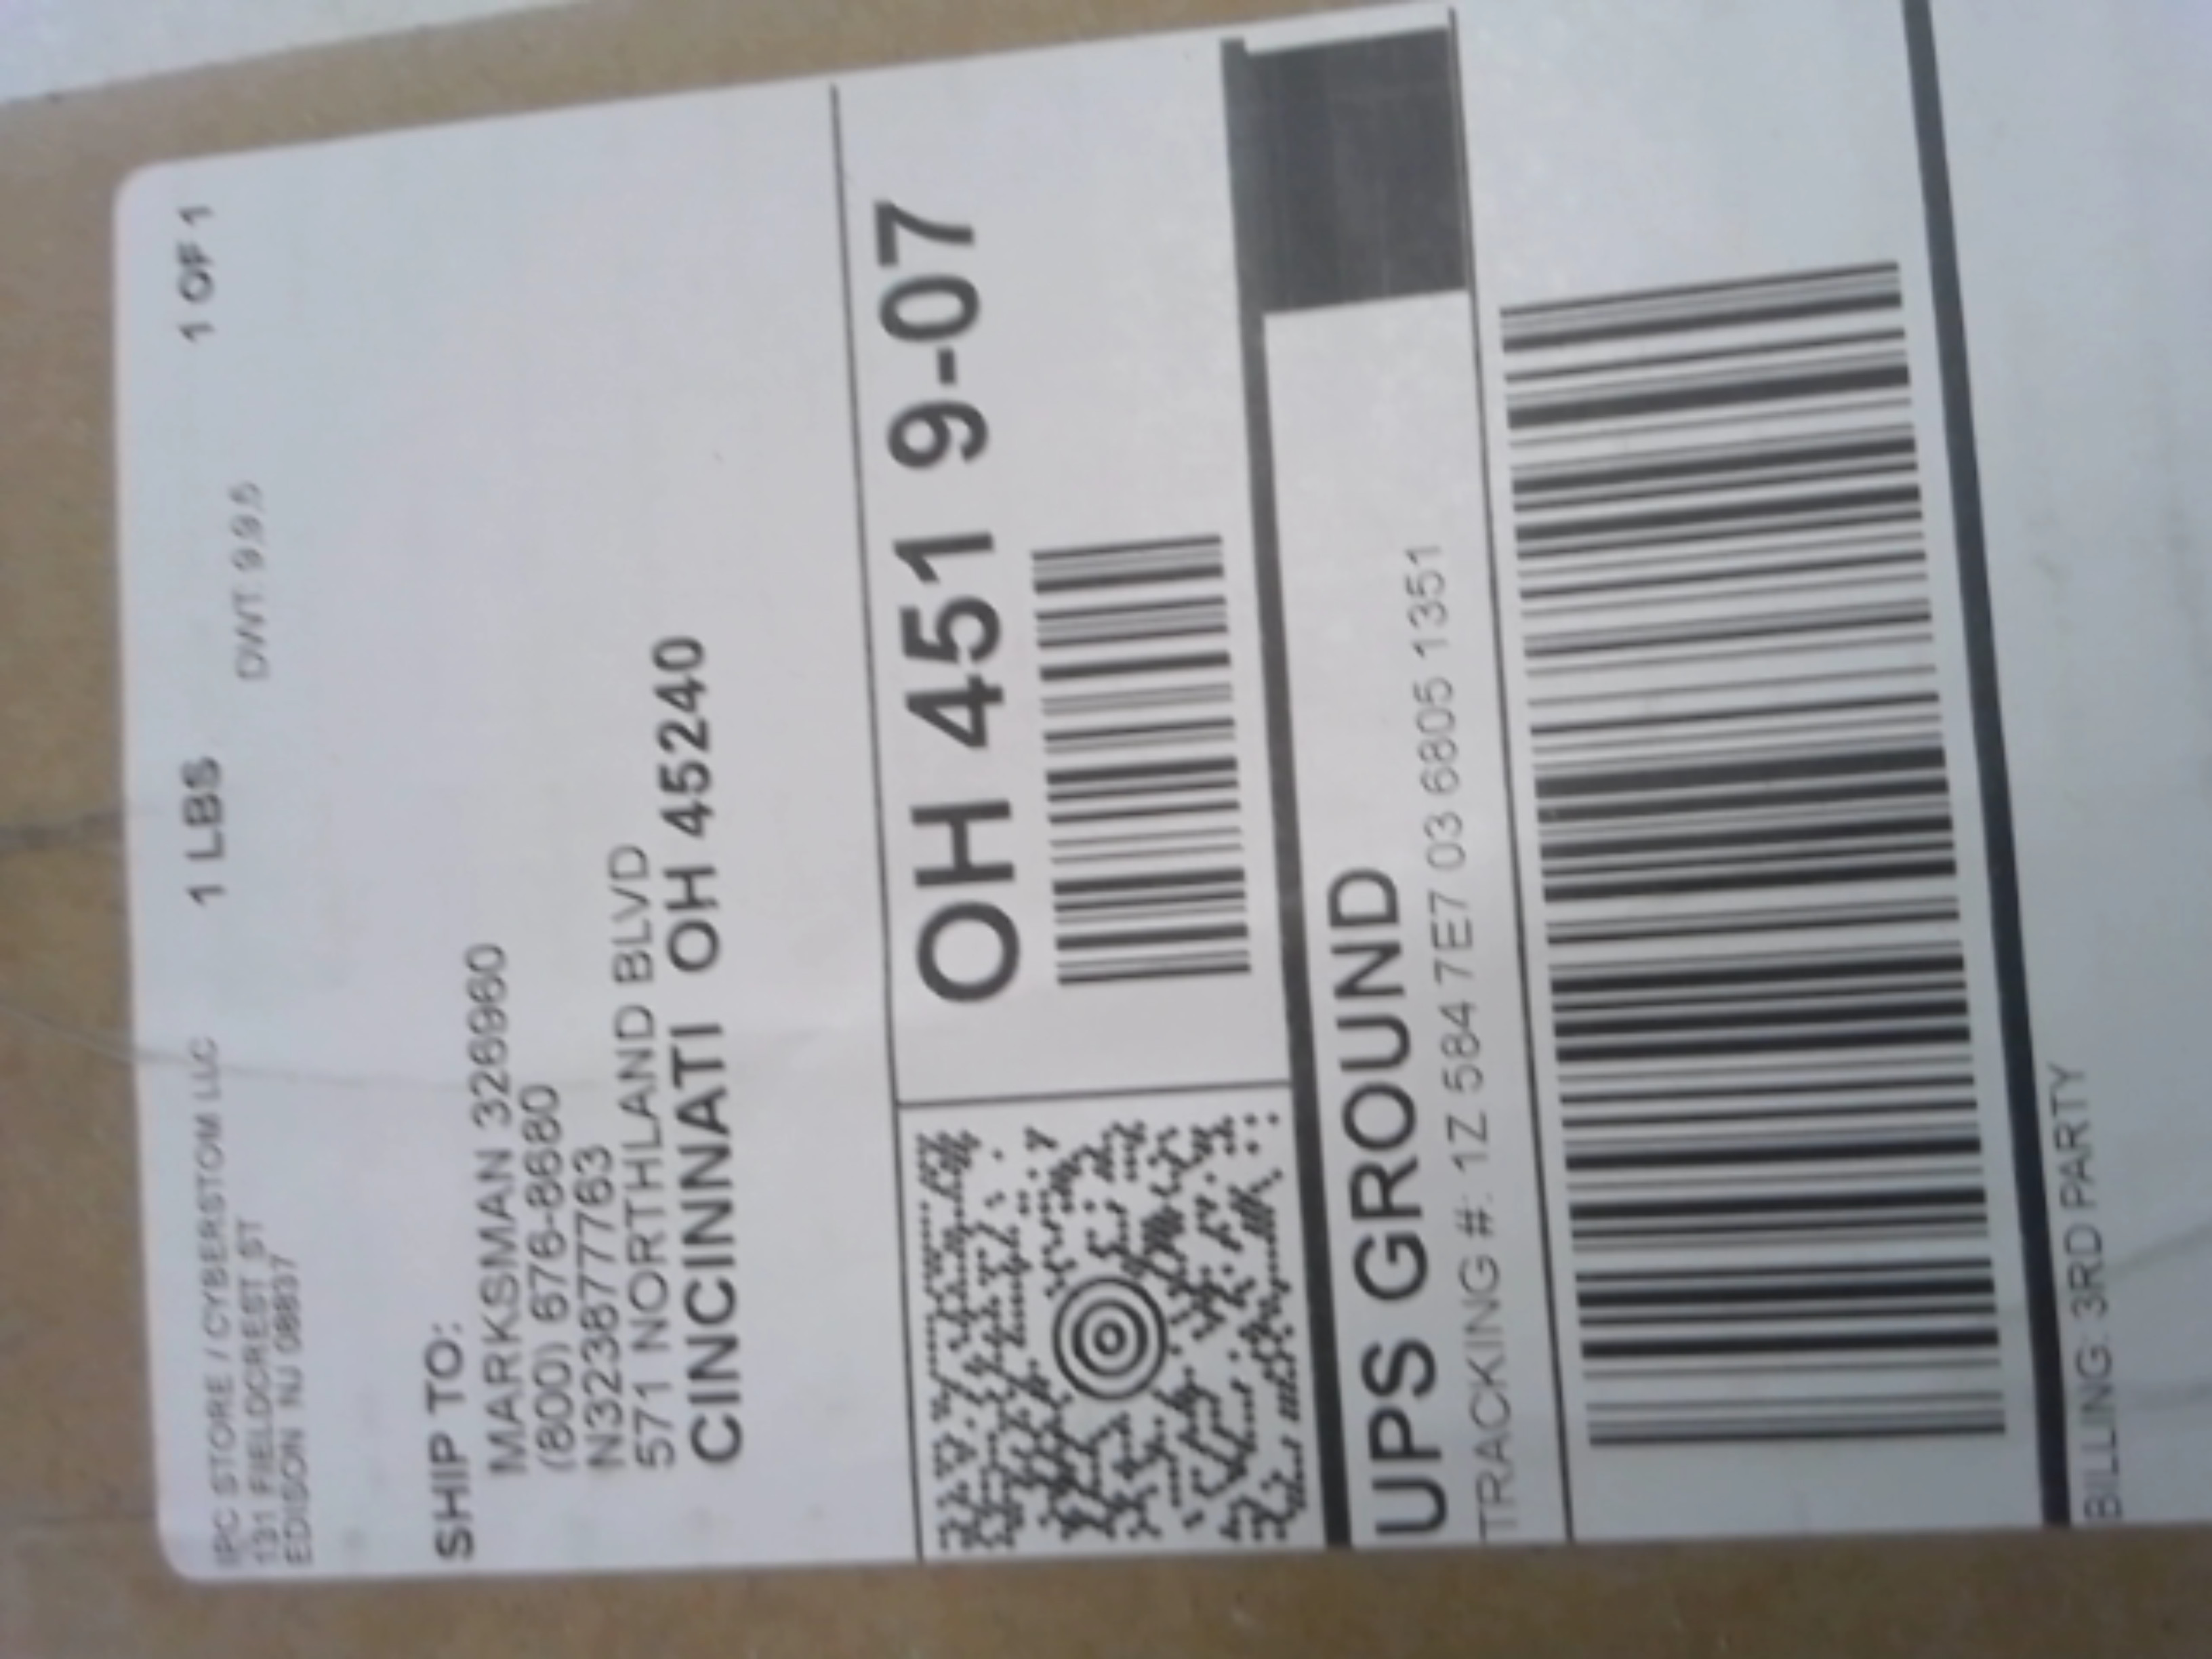 IPC STORE / CYBERSTOM LLC 1 LBS 1 OF 1
131 FIELDCREST ST DWT: 9,9,5
EDISON NJ 08837
SHIP TO:
MARKSMAN 326960
(800) 676-8680
N3238777763
571 NORTHLAND BLVD
CINCINNATI OH 45240
OH 451 9-07
UPS GROUND
TRACKING #: 1Z 584 7E7 03 6805 1351
BILLING: 3RD PARTY